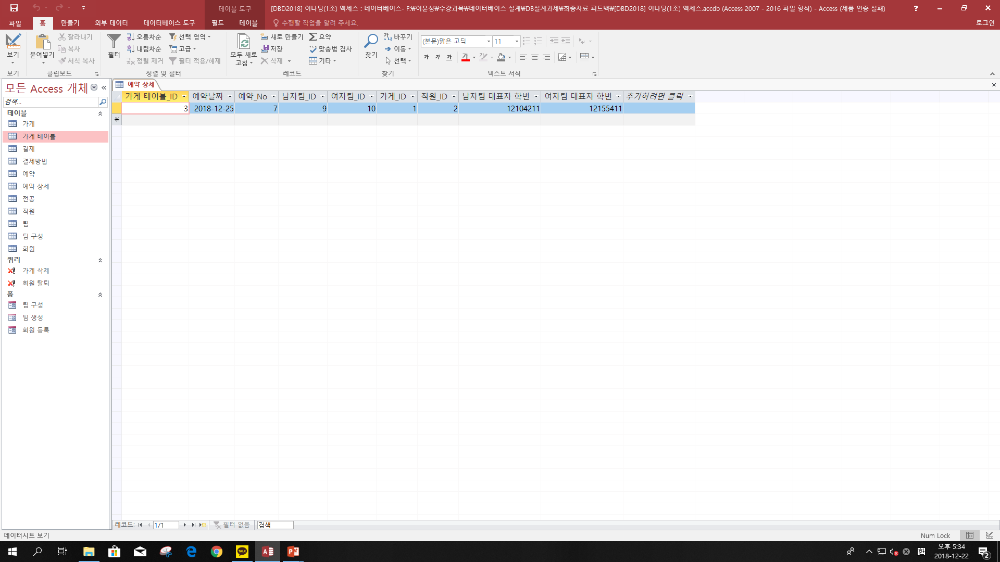 테이블 도구
[DBD2018] 이나팅(1조) 액세스 : 데이터베이스- F:₩이윤성₩수강과목₩데이터베이스 설계₩DB설계과제₩최종자료 피드백₩[DBD2018] 이나팅(1조) 액세스.accdb (Access 2007 - 2016 파일 형식) - Access (제품 인증 실패)
?
파일 홈 만들기 외부 데이터 데이터베이스 도구 필드 테이블 수행할 작업을 알려 주세요. 로그인
보기
보기
붙여넣기
잘라내기
복사
서식 복사
클립보드
필터
오름차순
내림차순
정렬 제거
선택 영역
고급
필터 적용/해제
정렬 및 필터
모두 새로
고침
새로 만들기
저장
삭제
요약
맞춤법 검사
기타
레코드
찾기
바꾸기
이동
선택
찾기
(본문)맑은 고딕 11
가 가 가 가
텍스트 서식
모든 Access 개체
검색...
테이블
가게
가게 테이블
결제
결제방법
예약
예약 상세
전공
직원
팀
팀 구성
회원
쿼리
가게 삭제
회원 탈퇴
폼
팀 구성
팀 생성
회원 등록
예약 상세
가게 테이블_ID 예약날짜 예약_No 남자팀_ID 여자팀_ID 가게_ID 직원_ID 남자팀 대표자 학번 여자팀 대표자 학번 추가하려면 클릭
3 2018-12-25 7 9 10 1 2 12104211 12155411
레코드: 1/1 필터 없음 검색
데이터시트 보기 Num Lock
TALK
한
오후 5:34
2018-12-22
2